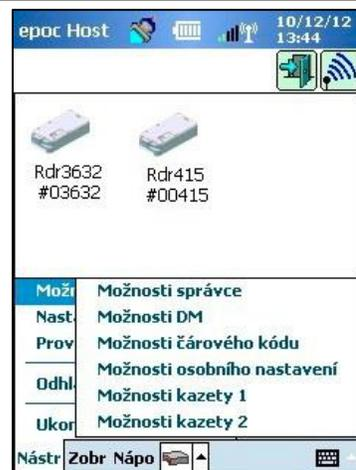 epoc Host
10/12/12
13:44
Rdr3632
#03632
Rdr415
#00415
Možn
Nast
Prov
Odhl
Ukor
Možnosti správce
Možnosti DM
Možnosti čárového kódu
Možnosti osobního nastavení
Možnosti kazety 1
Možnosti kazety 2
Nástr Zobr Nápo